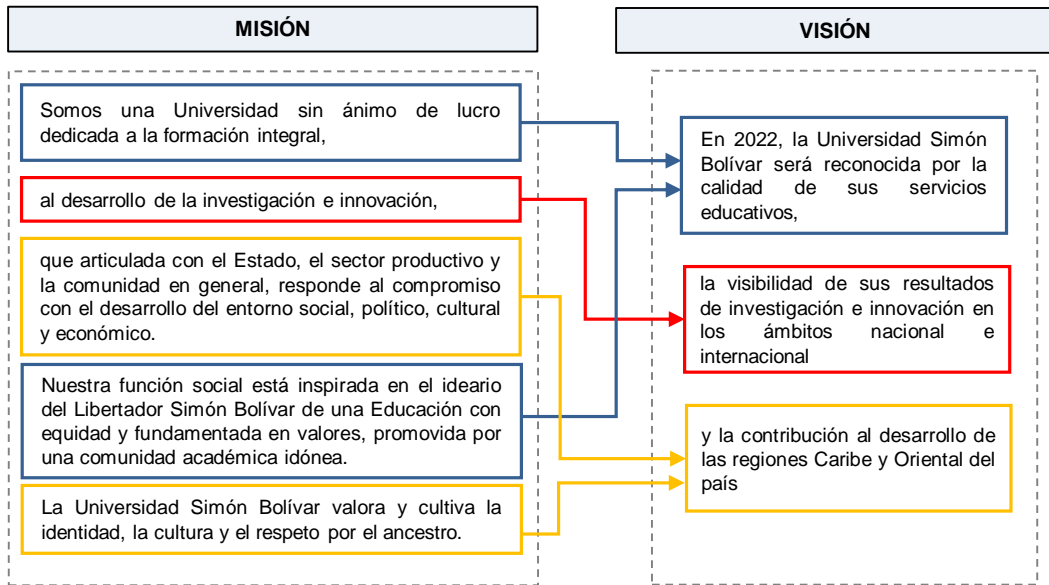 MISIÓN
Somos una Universidad sin ánimo de lucro
dedicada a la formación integral,
al desarrollo de la investigación e innovación,
que articulada con el Estado, el sector productivo y
la comunidad en general, responde al compromiso
con el desarrollo del entorno social, político, cultural
y económico.
Nuestra función social está inspirada en el ideario
del Libertador Simón Bolívar de una Educación con
equidad y fundamentada en valores, promovida por
una comunidad académica idónea.
La Universidad Simón Bolívar valora y cultiva la
identidad, la cultura y el respeto por el ancestro.
VISIÓN
En 2022, la Universidad Simón
Bolívar será reconocida por la
calidad de sus servicios
educativos,
la visibilidad de sus resultados
de investigación e innovación en
los ámbitos nacional e
internacional
y la contribución al desarrollo de
las regiones Caribe y Oriental del
país